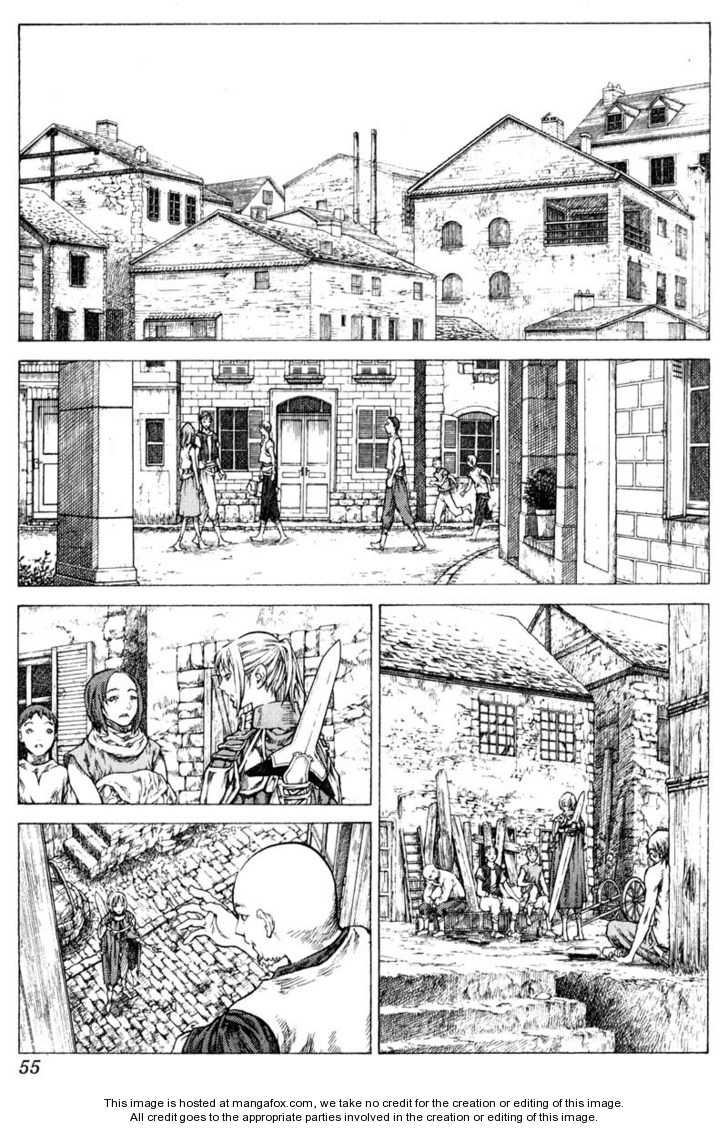 55
This image is hosted at mangafox.com, we take no credit for the creation or editing of this image.
All credit goes to the appropriate parties involved in the creation or editing of this image.